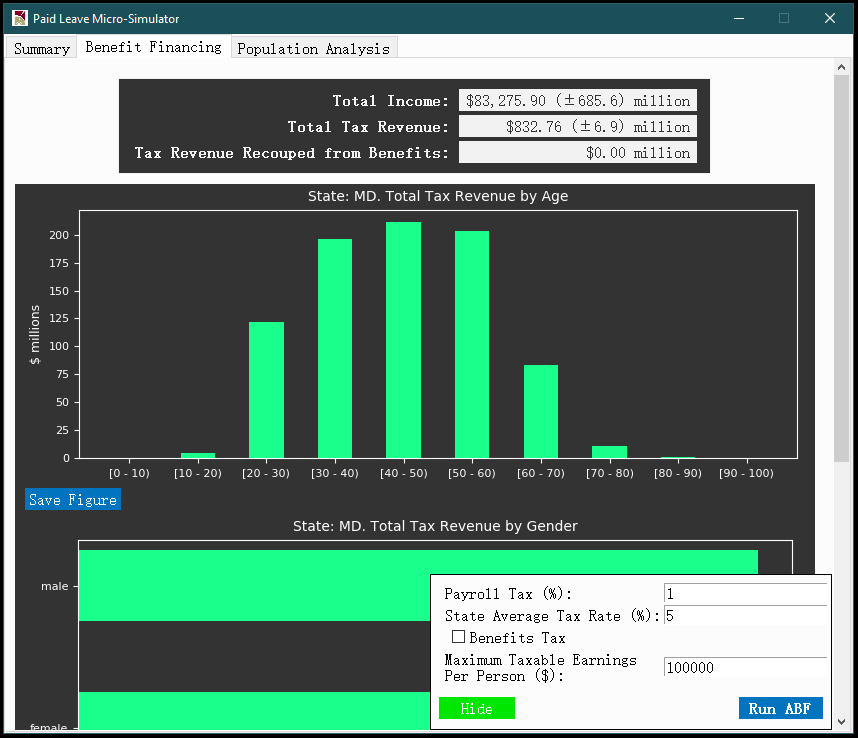 Paid Leave Micro-Simulator
Summary Benefit Financing Population Analysis
Total Income: $83,275.90 (±685.6) million
Total Tax Revenue: $832.76 (±6.9) million
Tax Revenue Recouped from Benefits: $0.00 million
State: MD. Total Tax Revenue by Age
200
175
150
125
100
75
50
25
0
$ millions
[0 - 10) [10 - 20) [20 - 30) [30 - 40) [40 - 50) [50 - 60) [60 - 70) [70 - 80) [80 - 90) [90 - 100)
Save Figure
State: MD. Total Tax Revenue by Gender
male
female
Payroll Tax (%): 1
State Average Tax Rate (%): 5
Benefits Tax
Maximum Taxable Earnings
Per Person ($): 100000
Hide Run ABF